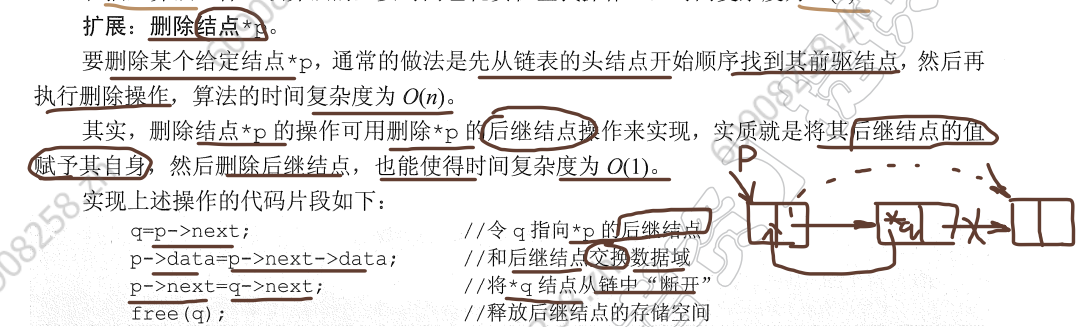 扩展：删除结点*p。
要删除某个给定结点*p，通常的做法是先从链表的头结点开始顺序找到其前驱结点，然后再
执行删除操作，算法的时间复杂度为 O(n)。
其实，删除结点*p 的操作可用删除*p 的后继结点操作来实现，实质就是将其后继结点的值
赋予其自身，然后删除后继结点，也能使得时间复杂度为 O(1)。
实现上述操作的代码片段如下：
q=p->next; //令 q 指向*p 的后继结点
p->data=p->next->data; //和后继结点交换数据域
p->next=q->next; //将*q 结点从链中“断开”
free(q); //释放后继结点的存储空间
P
*q